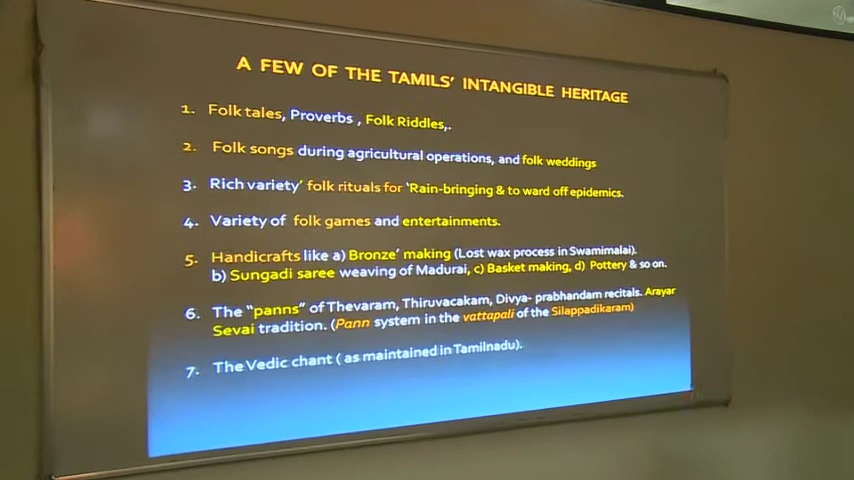 A FEW OF THE TAMILS' INTANGIBLE HERITAGE
1. Folk tales, Proverbs , Folk Riddles,.
2. Folk songs during agricultural operations, and folk weddings
3. Rich variety' folk rituals for 'Rain-bringing & to ward off epidemics.
4. Variety of folk games and entertainments.
5. Handicrafts like a) Bronze' making (Lost wax process in Swamimalai).
b) Sungadi saree weaving of Madurai, c) Basket making, d) Pottery & so on.
6. The "panns" of Thevaram, Thiruvacakam, Divya- prabhandam recitals. Arayar
Sevai tradition. (Pann system in the vattapali of the Silappadikaram)
7. The Vedic chant ( as maintained in Tamilnadu).